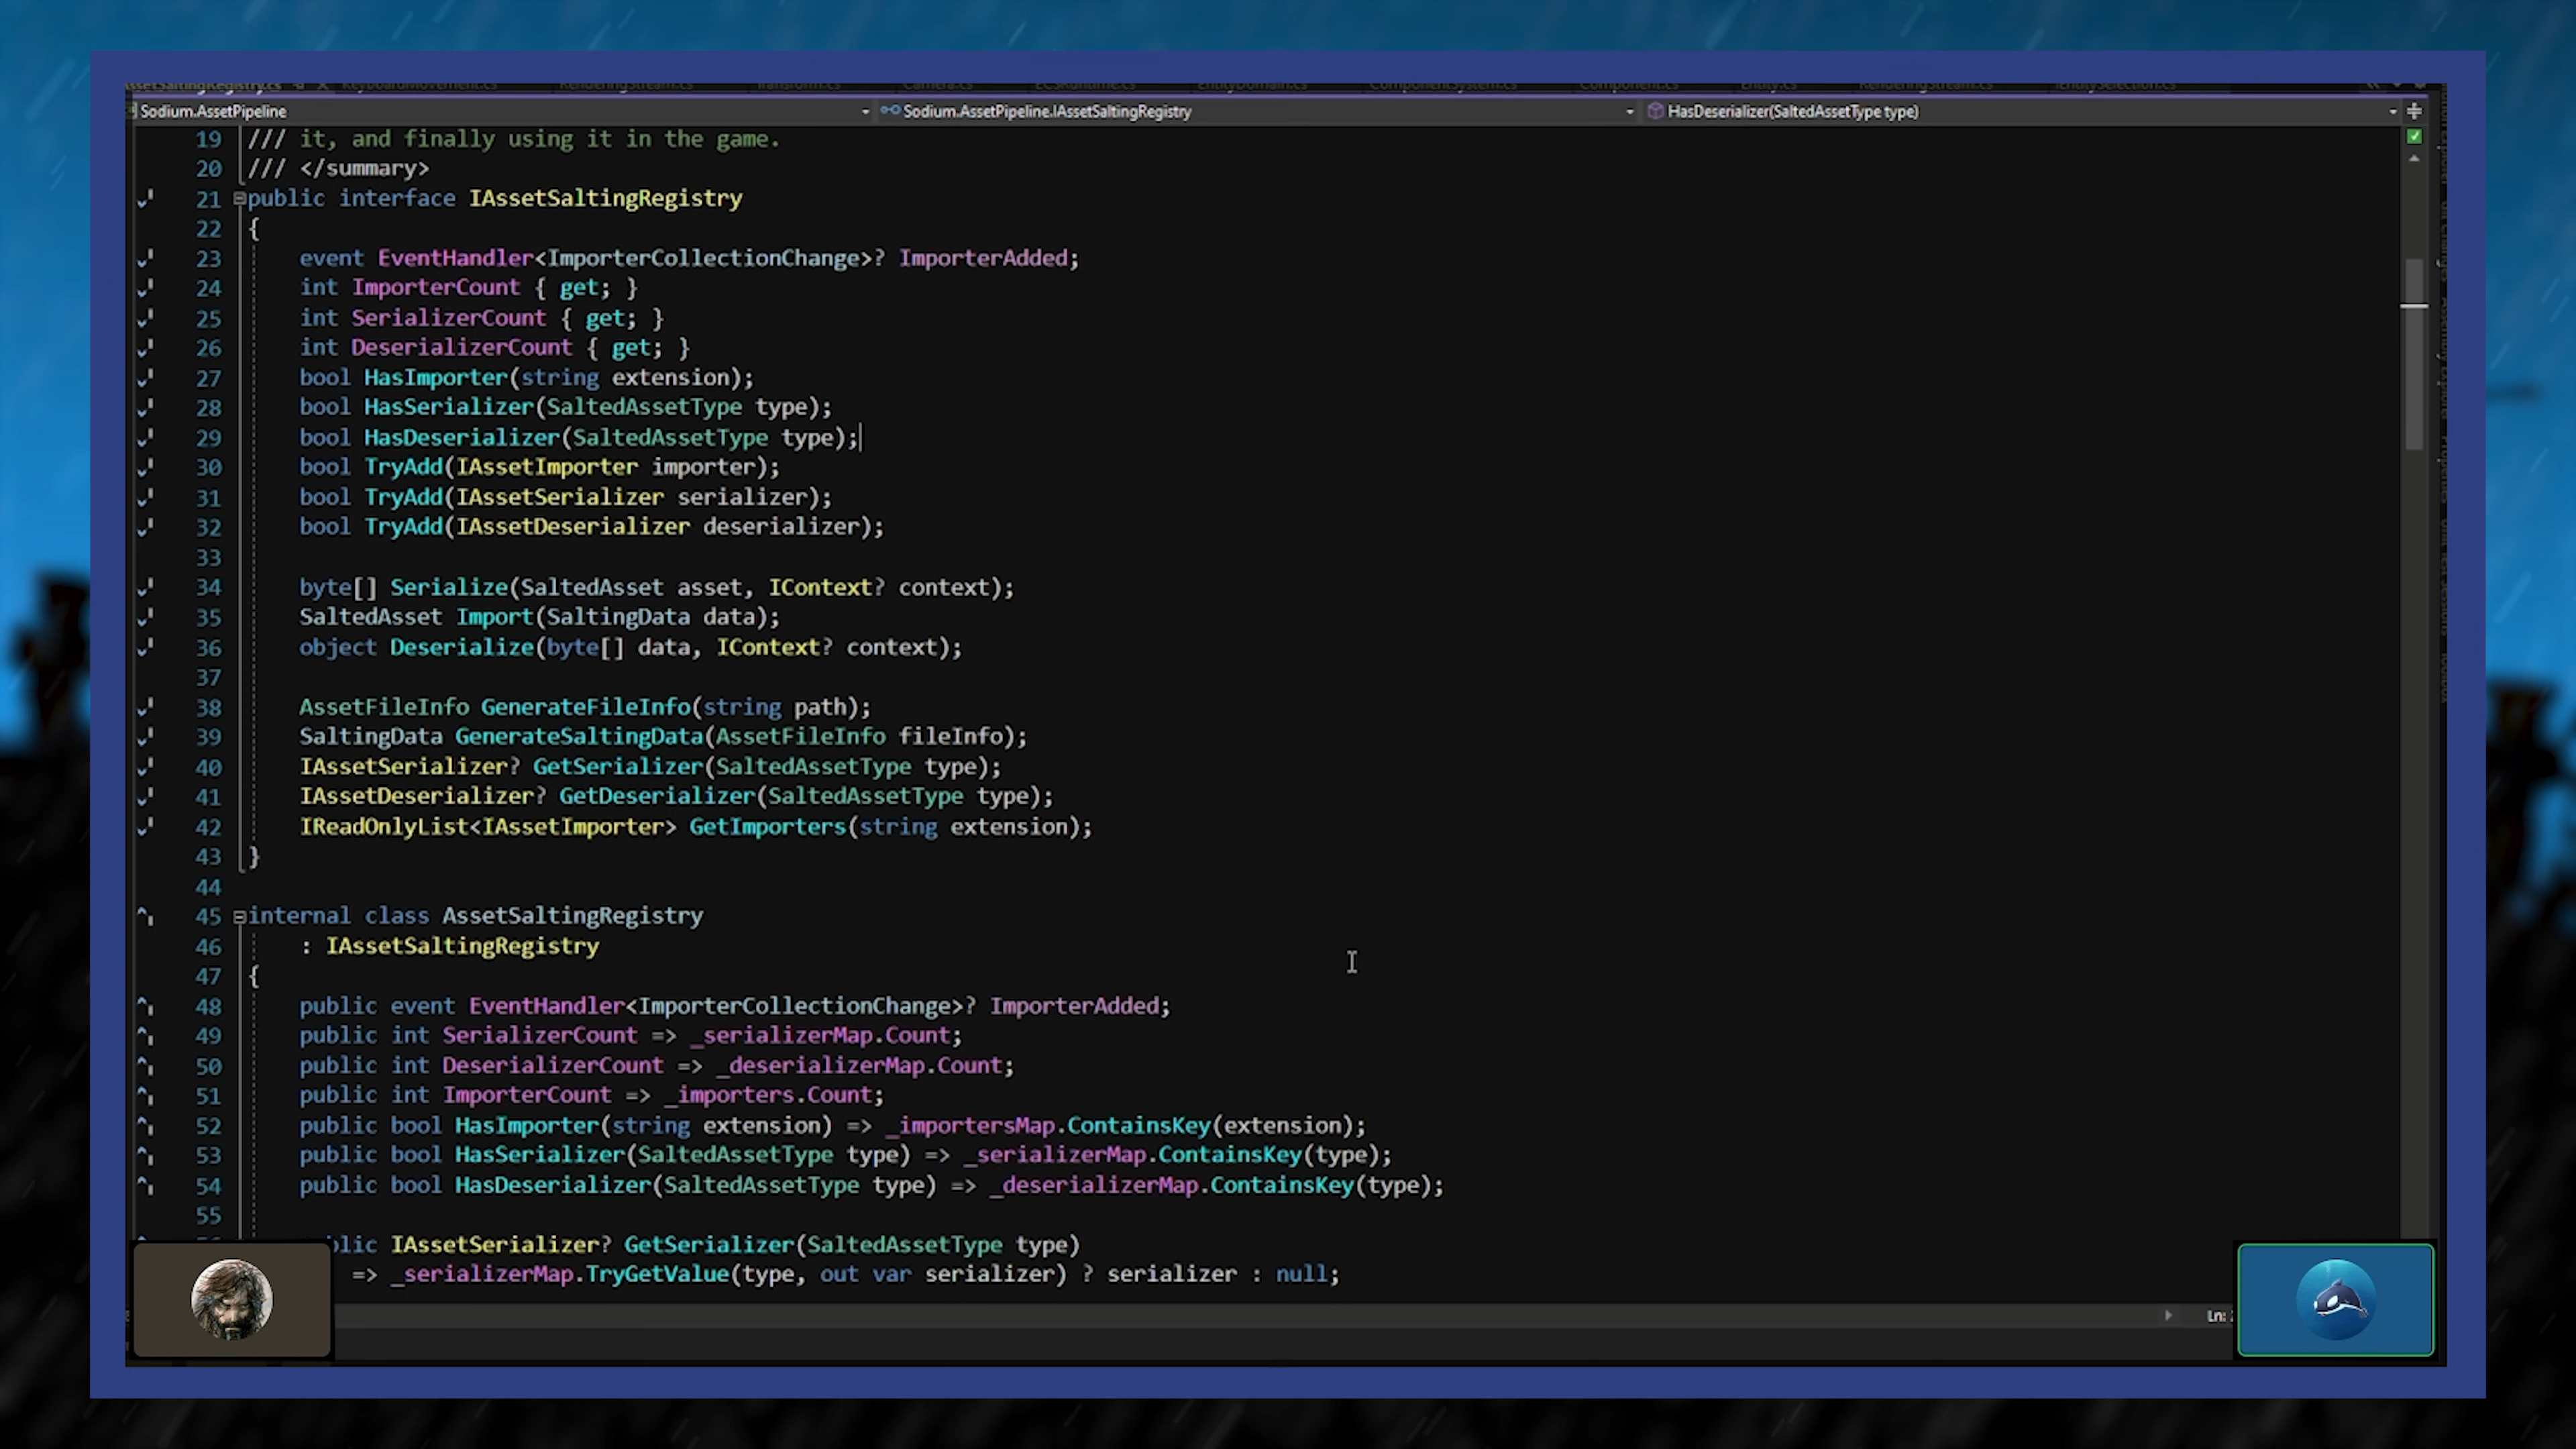 Sodium.AssetPipeline
Sodium.AssetPipeline.IAssetSaltingRegistry
HasDeserializer(SaltedAssetType type)
19 /// it, and finally using it in the game.
20 /// </summary>
21 public interface IAssetSaltingRegistry
22 {
23 event EventHandler<ImporterCollectionChange>? ImporterAdded;
24 int ImporterCount { get; }
25 int SerializerCount { get; }
26 int DeserializerCount { get; }
27 bool HasImporter(string extension);
28 bool HasSerializer(SaltedAssetType type);
29 bool HasDeserializer(SaltedAssetType type);
30 bool TryAdd(IAssetImporter importer);
31 bool TryAdd(IAssetSerializer serializer);
32 bool TryAdd(IAssetDeserializer deserializer);
33
34 byte[] Serialize(SaltedAsset asset, IContext? context);
35 SaltedAsset Import(SaltingData data);
36 object Deserialize(byte[] data, IContext? context);
37
38 AssetFileInfo GenerateFileInfo(string path);
39 SaltingData GenerateSaltingData(AssetFileInfo fileInfo);
40 IAssetSerializer? GetSerializer(SaltedAssetType type);
41 IAssetDeserializer? GetDeserializer(SaltedAssetType type);
42 IReadOnlyList<IAssetImporter> GetImporters(string extension);
43 }
44
45 internal class AssetSaltingRegistry
46 : IAssetSaltingRegistry
47 {
48 public event EventHandler<ImporterCollectionChange>? ImporterAdded;
49 public int SerializerCount => _serializerMap.Count;
50 public int DeserializerCount => _deserializerMap.Count;
51 public int ImporterCount => _importers.Count;
52 public bool HasImporter(string extension) => _importersMap.ContainsKey(extension);
53 public bool HasSerializer(SaltedAssetType type) => _serializerMap.ContainsKey(type);
54 public bool HasDeserializer(SaltedAssetType type) => _deserializerMap.ContainsKey(type);
55
blic IAssetSerializer? GetSerializer(SaltedAssetType type)
=> _serializerMap.TryGetValue(type, out var serializer) ? serializer : null;
Ln: